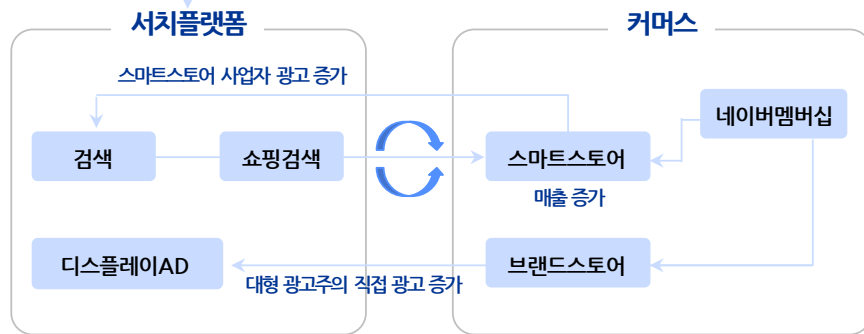 서치플랫폼
커머스
스마트스토어 사업자 광고 증가
네이버멤버십
검색
쇼핑검색
스마트스토어
매출 증가
디스플레이AD
브랜드스토어
대형 광고주의 직접 광고 증가